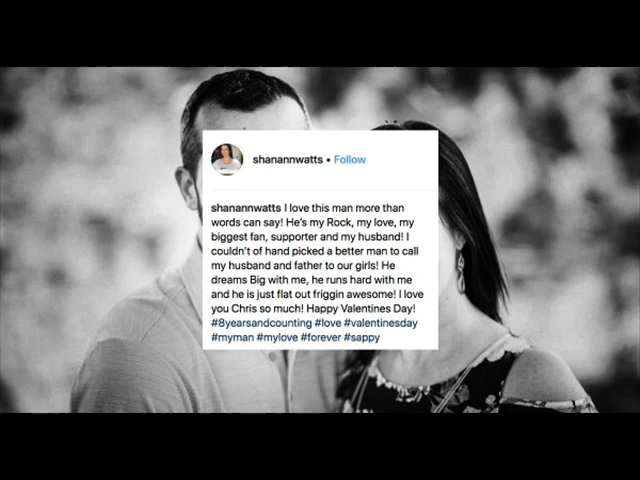 shanannwatts • Follow
shanannwatts I love this man more than
words can say! He's my Rock, my love, my
biggest fan, supporter and my husband! I
couldn't of hand picked a better man to call
my husband and father to our girls! He
dreams Big with me, he runs hard with me
and he is just flat out friggin awesome! I love
you Chris so much! Happy Valentines Day!
#8yearsandcounting #love #valentinesday
#myman #mylove #forever #sappy